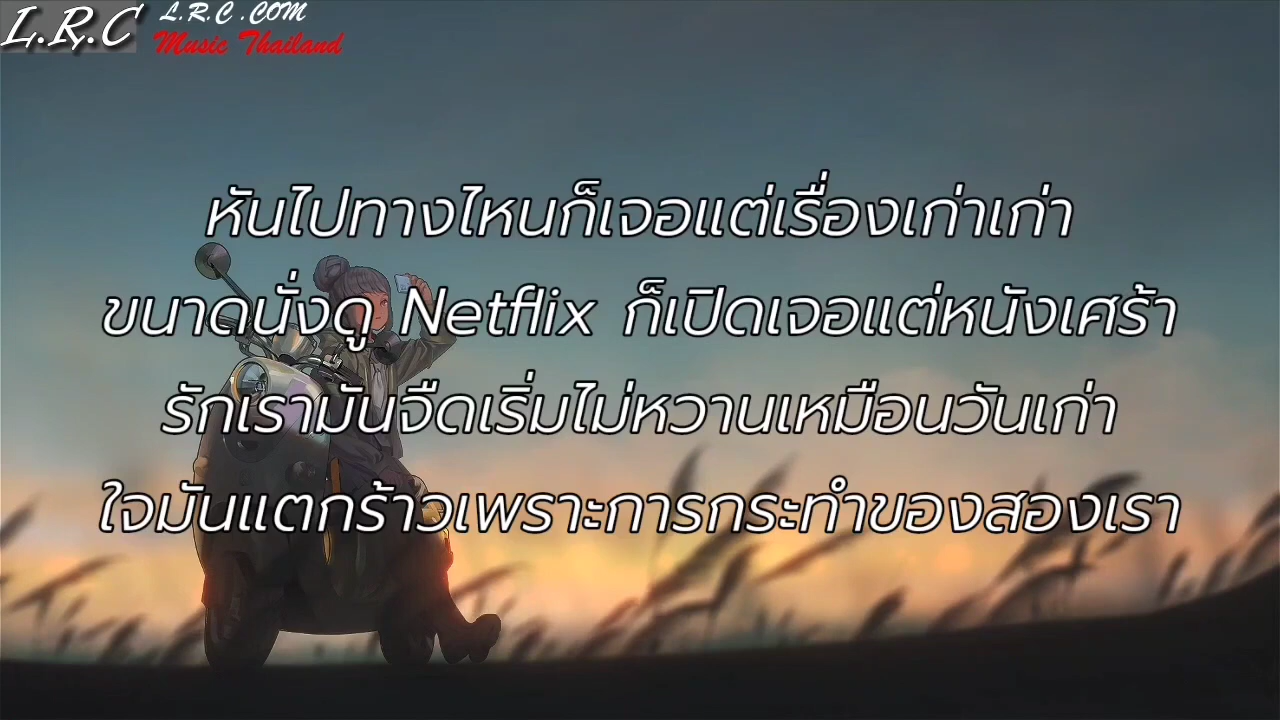 L.R.C
L.R.C .COM
Music Thailand
หันไปทางไหนก็เจอแต่เรื่องเก่าเก่า
ขนาดนั่งดู Netflix ก็เปิดเจอแต่หนังเศร้า
รักเรามันจืดเริ่มไม่หวานเหมือนวันเก่า
ใจมันแตกร้าวเพราะการกระทำของสองเรา